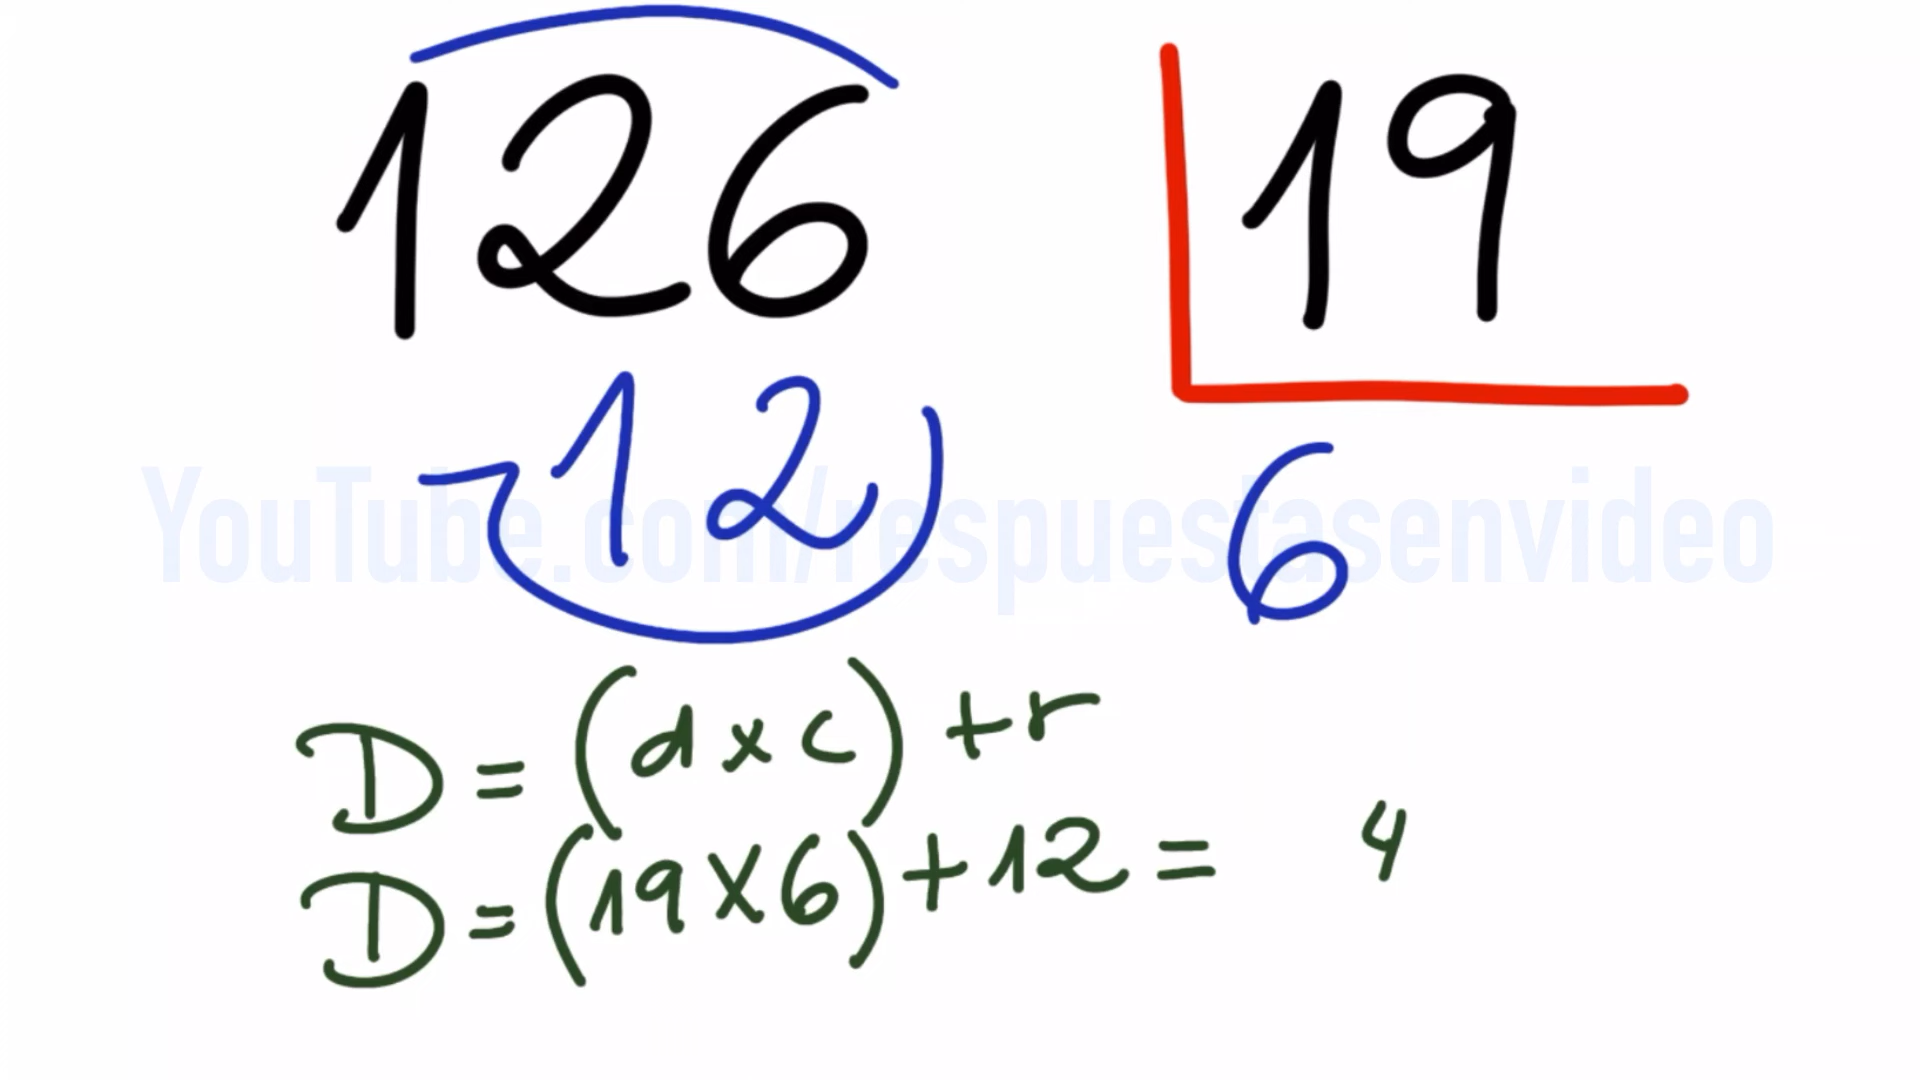 126 19
12 6
YouTube.com/respuestasenvideo
D = (d x c) + r
D = (19 X 6) + 12 = 4